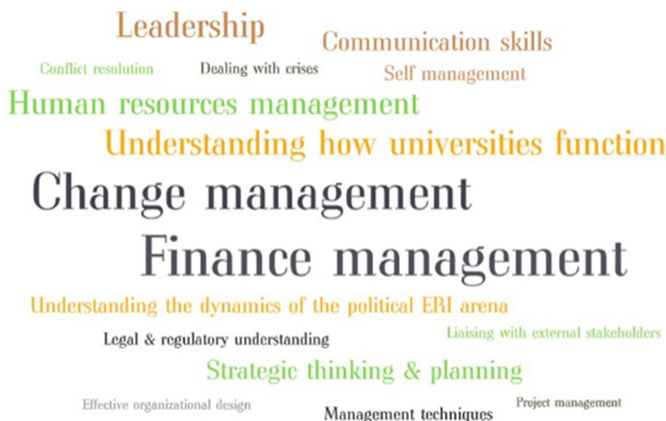 Leadership
Communication skills
Conflict resolution
Dealing with crises
Self management
Human resources management
Understanding how universities function
Change management
Finance management
Understanding the dynamics of the political ERI arena
Legal & regulatory understanding
Liaising with external stakeholders
Strategic thinking & planning
Effective organizational design
Management techniques
Project management